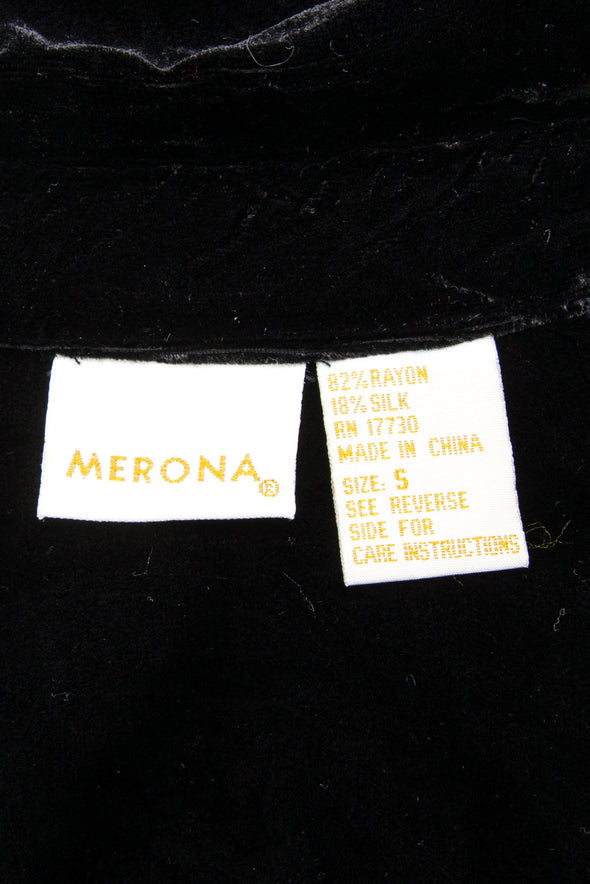 MERONA®
82% RAYON
18% SILK
RN 17730
MADE IN CHINA
SIZE: S
SEE REVERSE
SIDE FOR
CARE INSTRUCTIONS